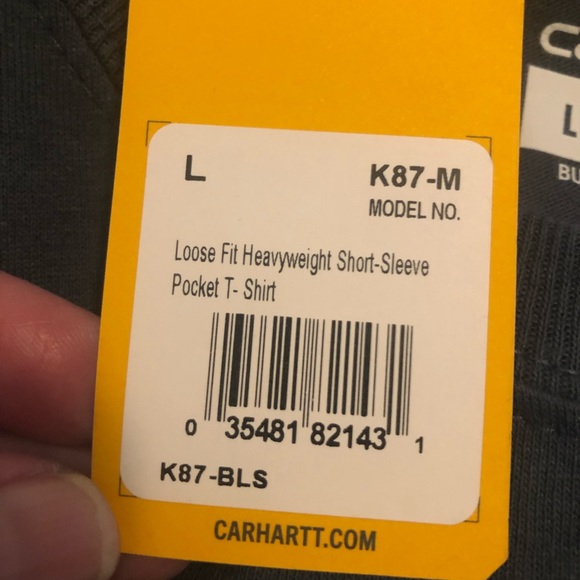 L
K87-M
MODEL NO.
Loose Fit Heavyweight Short-Sleeve
Pocket T- Shirt
0 35481 82143 1
K87-BLS
CARHARTT.COM
L